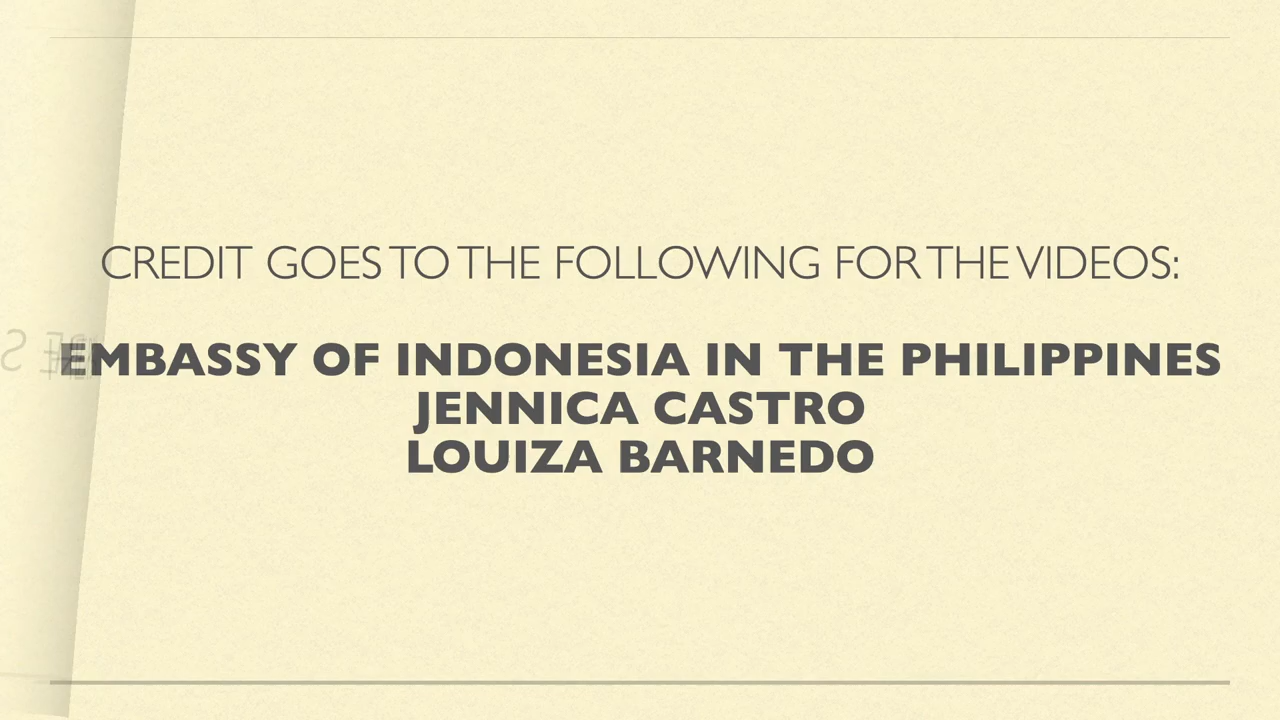 CREDIT GOES TO THE FOLLOWING FOR THE VIDEOS:
EMBASSY OF INDONESIA IN THE PHILIPPINES
JENNICA CASTRO
LOUIZA BARNEDO